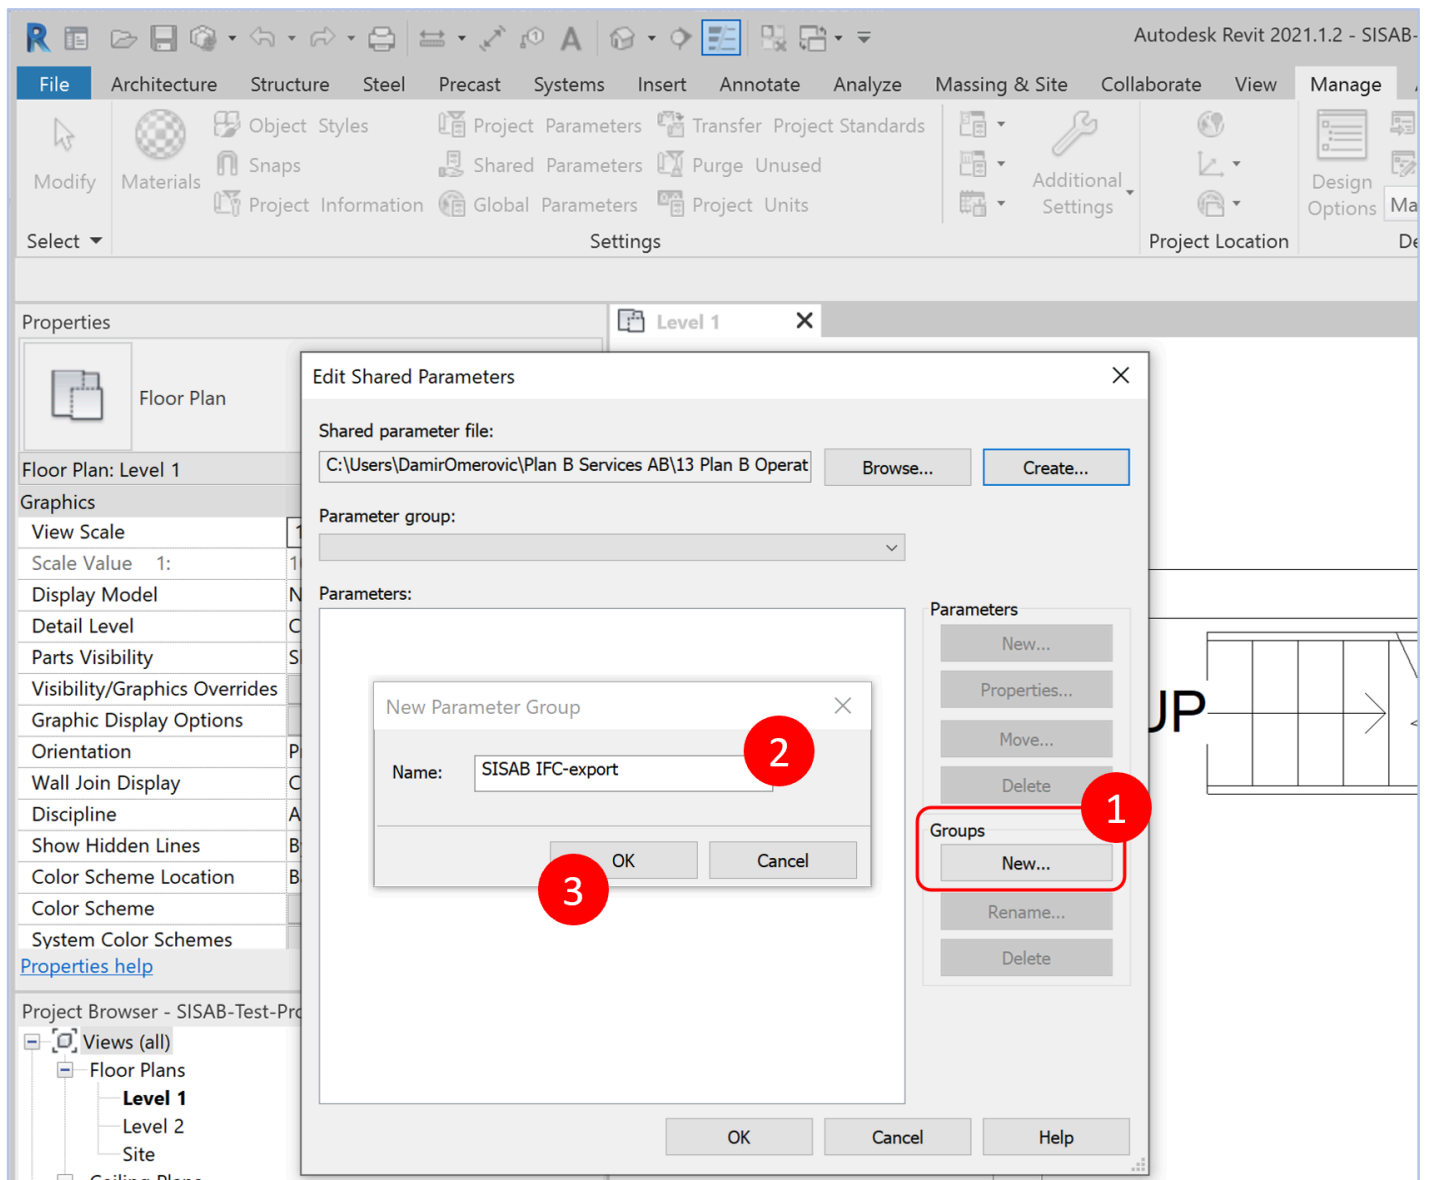 Autodesk Revit 2021.1.2 - SISAB-
File Architecture Structure Steel Precast Systems Insert Annotate Analyze Massing & Site Collaborate View Manage
Object Styles Project Parameters Transfer Project Standards
Snaps Shared Parameters Purge Unused
Modify Materials Additional Settings Design Options
Project Information Global Parameters Project Units
Ma
Select Settings Project Location De
Properties
Level 1
Floor Plan
Floor Plan: Level 1
Graphics
View Scale 1
Scale Value 1:
Display Model N
Detail Level C
Parts Visibility
Visibility/Graphics Overrides
Graphic Display Options
Orientation
Wall Join Display C
Discipline A
Show Hidden Lines B
Color Scheme Location B
Color Scheme
System Color Schemes
Properties help
Project Browser - SISAB-Test-Pro
Views (all)
Floor Plans
Level 1
Level 2
Site
Ceiling Plans
Edit Shared Parameters
Shared parameter file:
C:\Users\DamirOmerovic\Plan B Services AB\13 Plan B Operat
Browse...
Create...
Parameter group:
Parameters:
Parameters
New...
Properties...
Move...
Delete
1
Groups
New...
Rename...
Delete
New Parameter Group
2
Name: SISAB IFC-export
OK Cancel
3
OK Cancel Help
UP